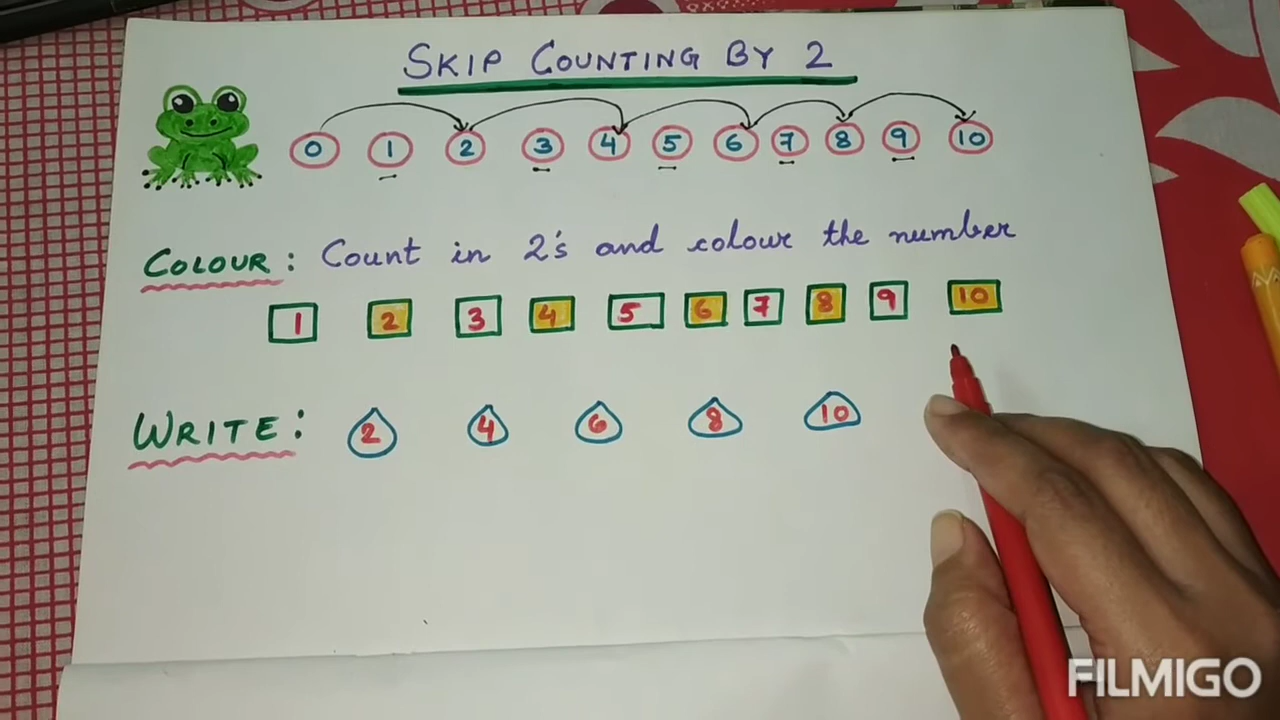 SKIP COUNTING BY 2
0 1 2 3 4 5 6 7 8 9 10
COLOUR: Count in 2's and colour the number
1 2 3 4 5 6 7 8 9 10
WRITE: 2 4 6 8 10
FILMIGO